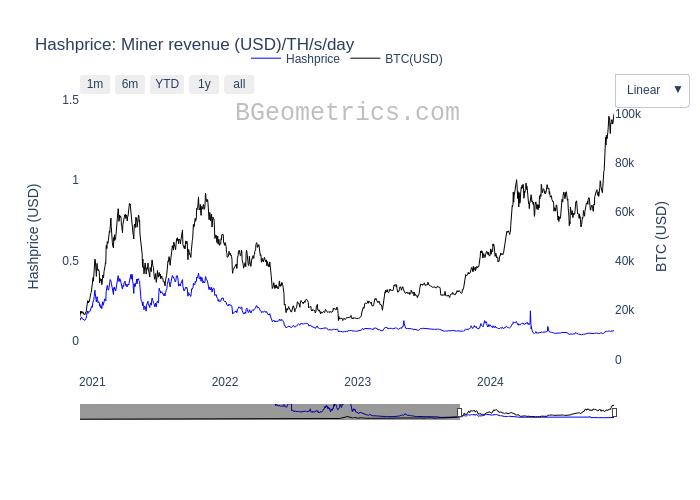 Hashprice: Miner revenue (USD)/TH/s/day
Hashprice BTC(USD)
1m 6m YTD 1y all
Linear ▼
BGeometrics.com
1.5
1
0.5
0
Hashprice (USD)
100k
80k
60k
40k
20k
0
BTC (USD)
2021 2022 2023 2024